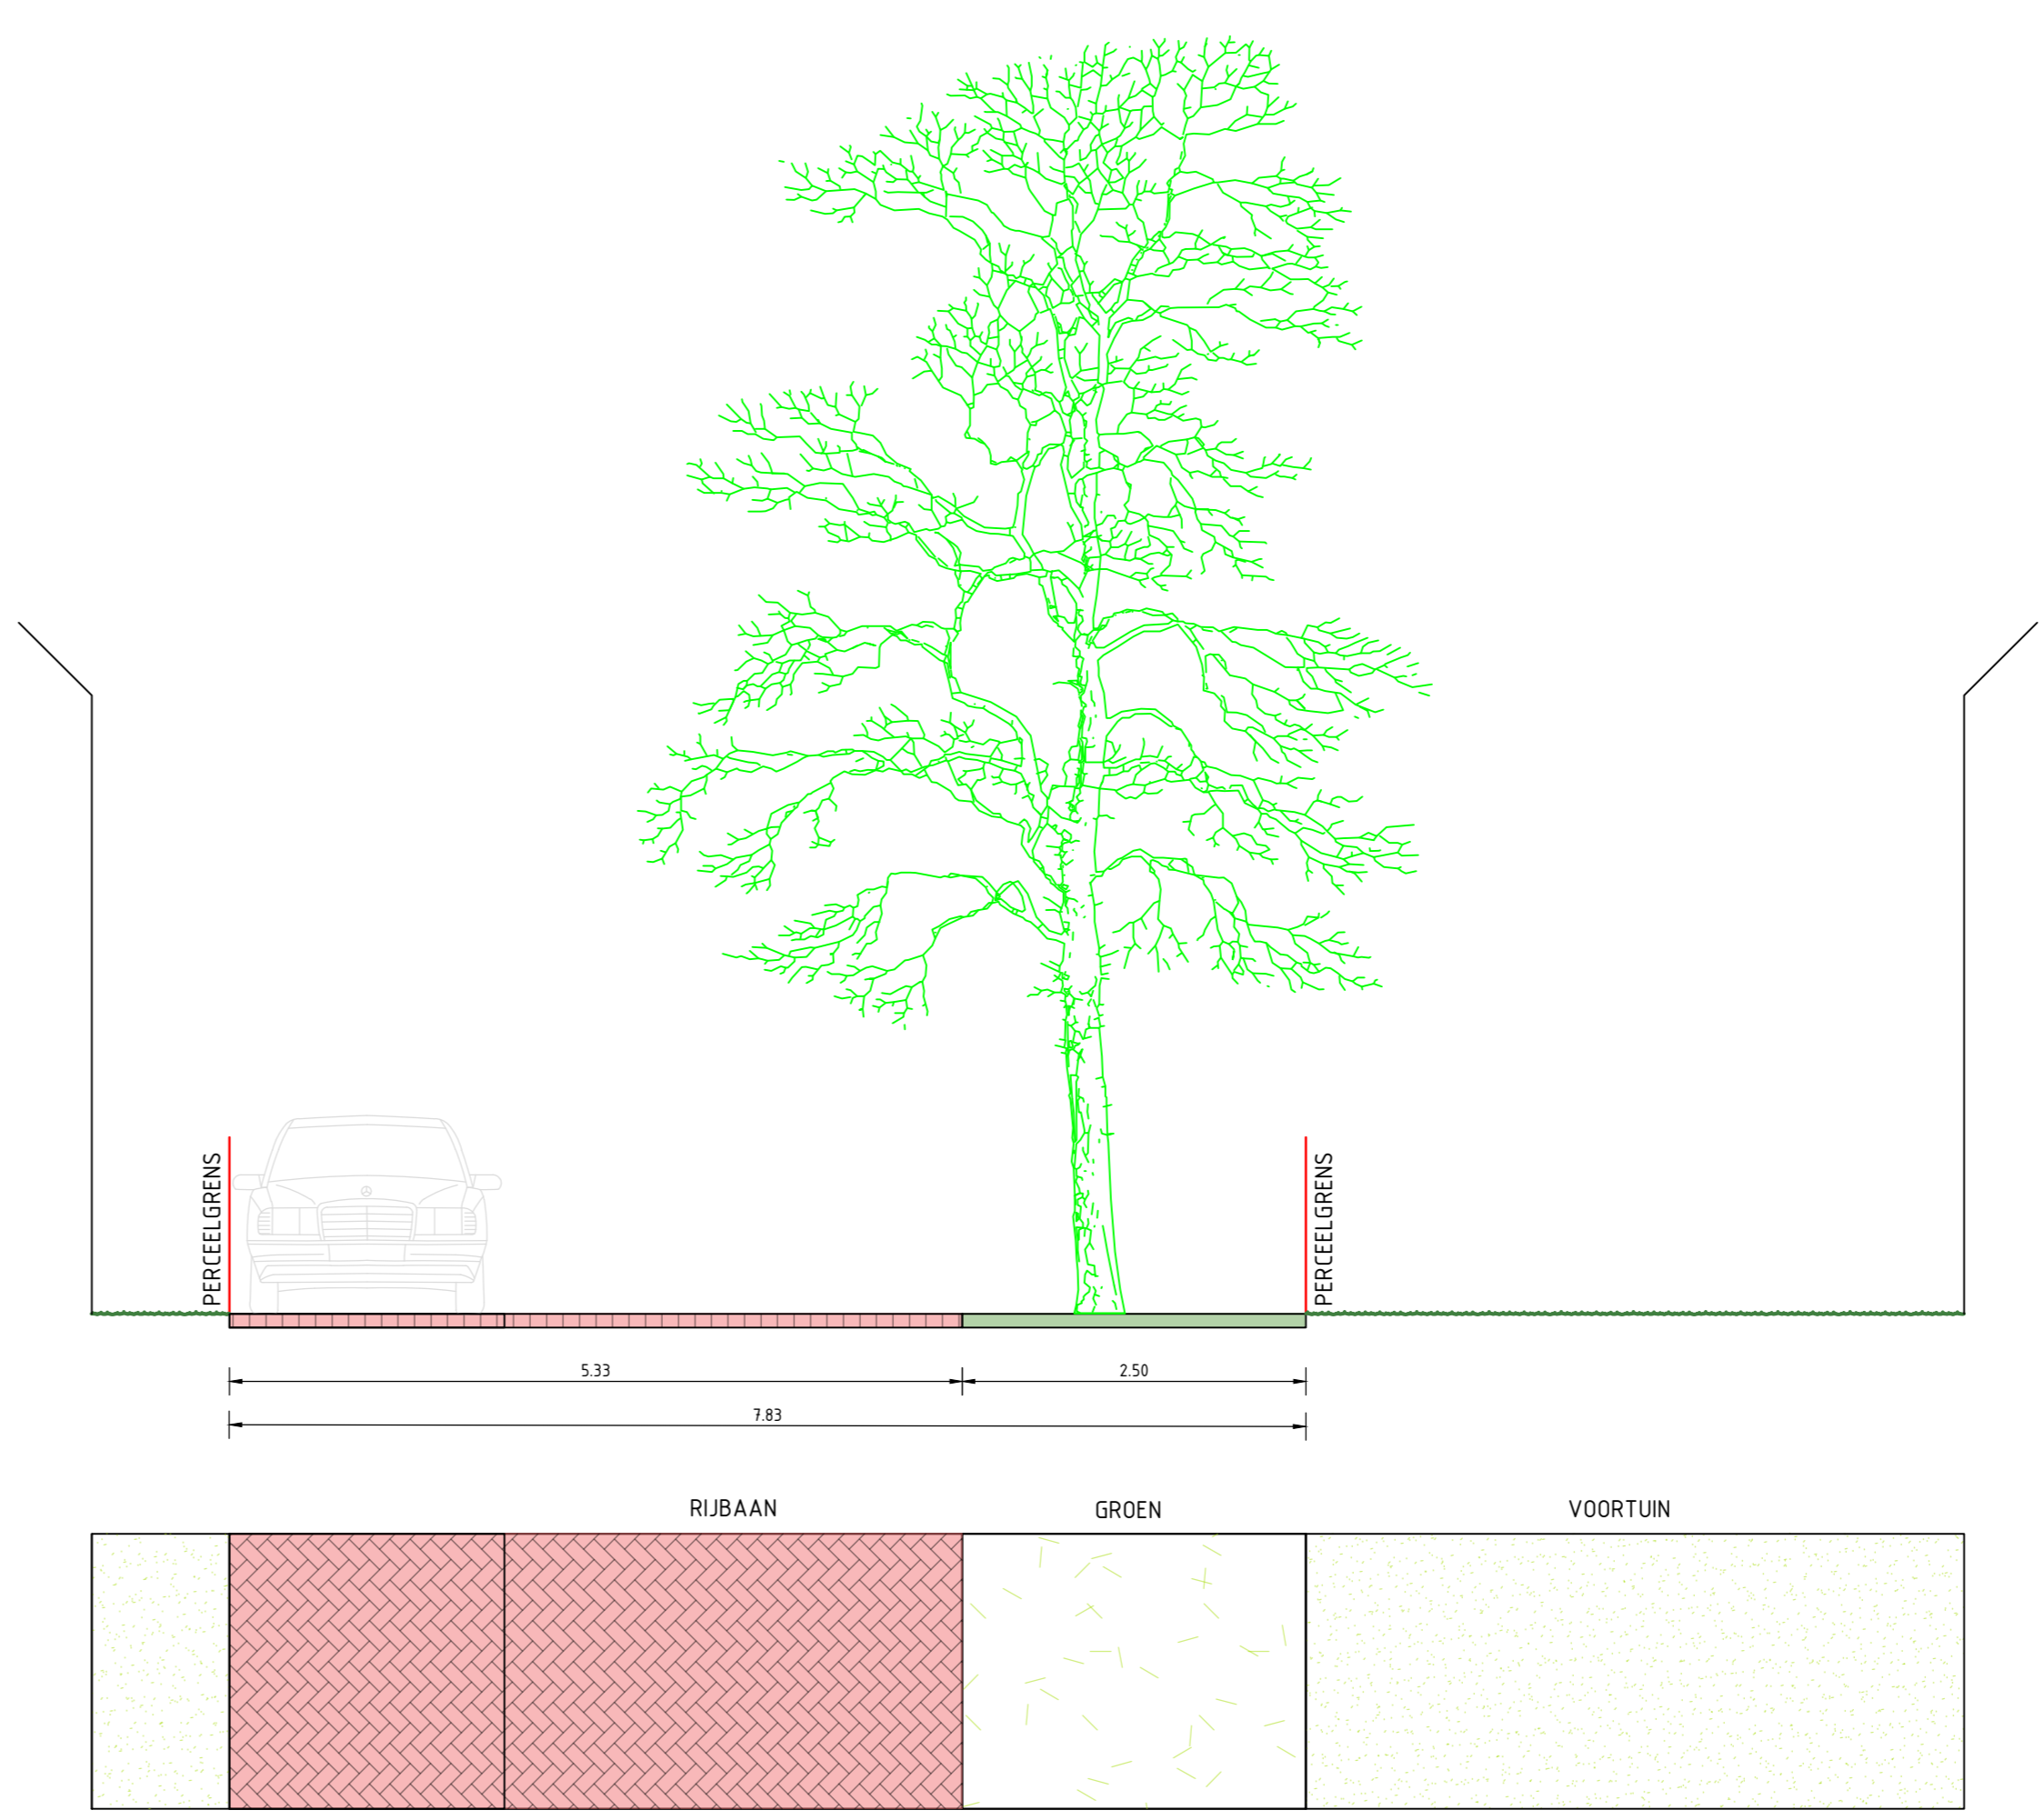 PERCEELGRENS
PERCEELGRENS
5.33
2.50
7.83
RIJBAAN
GROEN
VOORTUIN